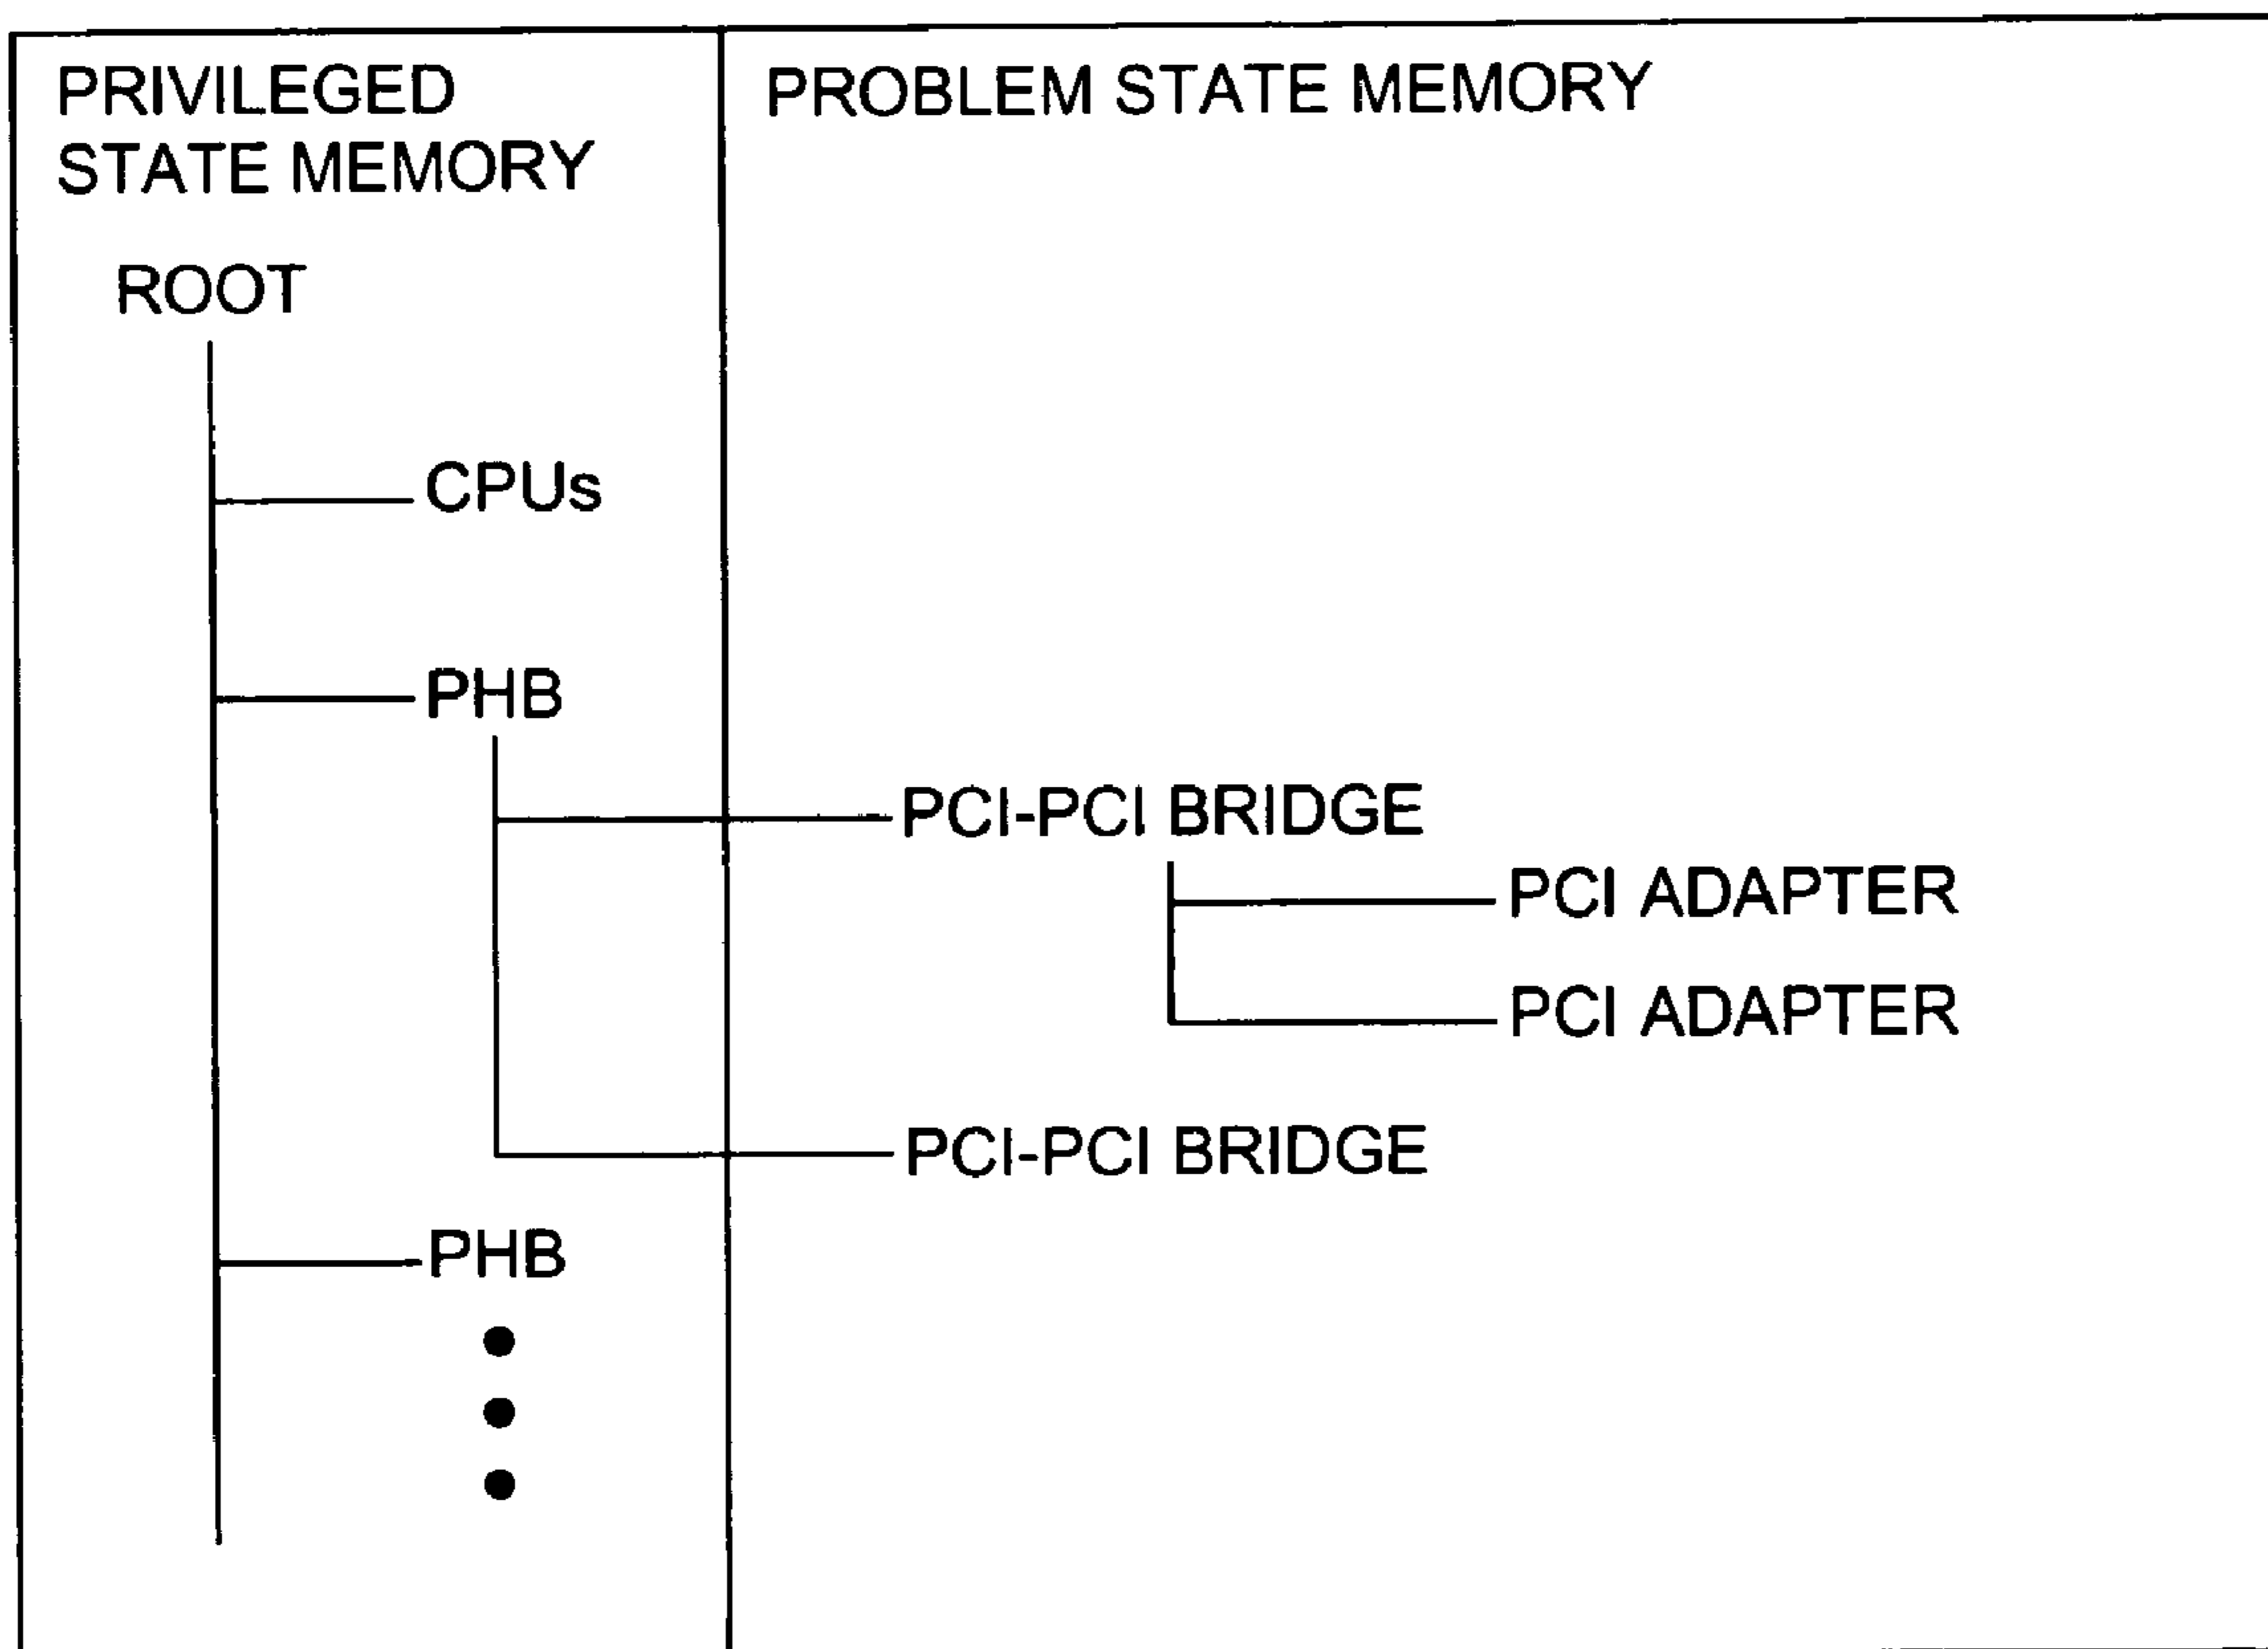 PRIVILEGED
STATE MEMORY
PROBLEM STATE MEMORY
ROOT
CPUs
PHB
PCI-PCI BRIDGE
PCI ADAPTER
PCI ADAPTER
PCI-PCI BRIDGE
PHB